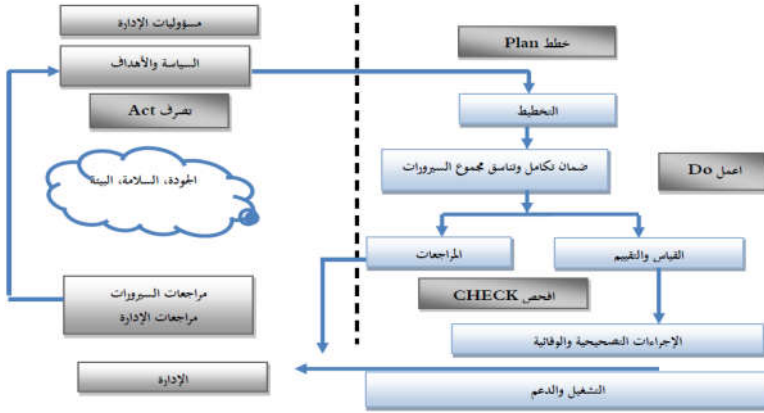 مسؤوليات الإدارة
خطط Plan
السياسة والأهداف
تصرف Act
التخطيط
ضمان تكامل وتناسق مجموع السيرورات
اعمل Do
الجودة، السلامة، البيئة
المراجعات
القياس والتقييم
مراجعات السيرورات
مراجعات الإدارة
افحص CHECK
الإجراءات التصحيحية والوقائية
الإدارة
التشغيل والدعم